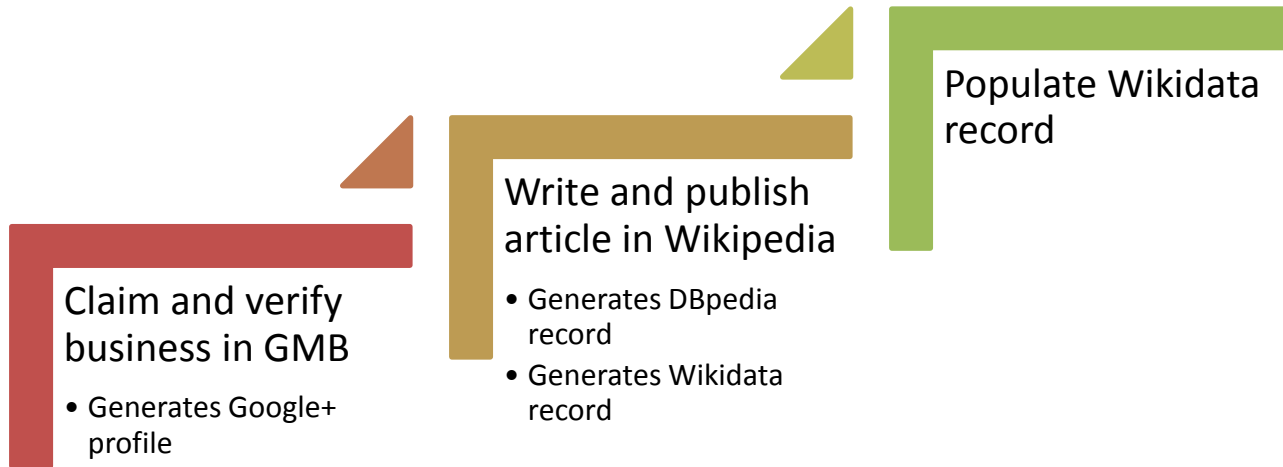 Claim and verify
business in GMB
• Generates Google+
profile
Write and publish
article in Wikipedia
• Generates DBpedia
record
• Generates Wikidata
record
Populate Wikidata
record